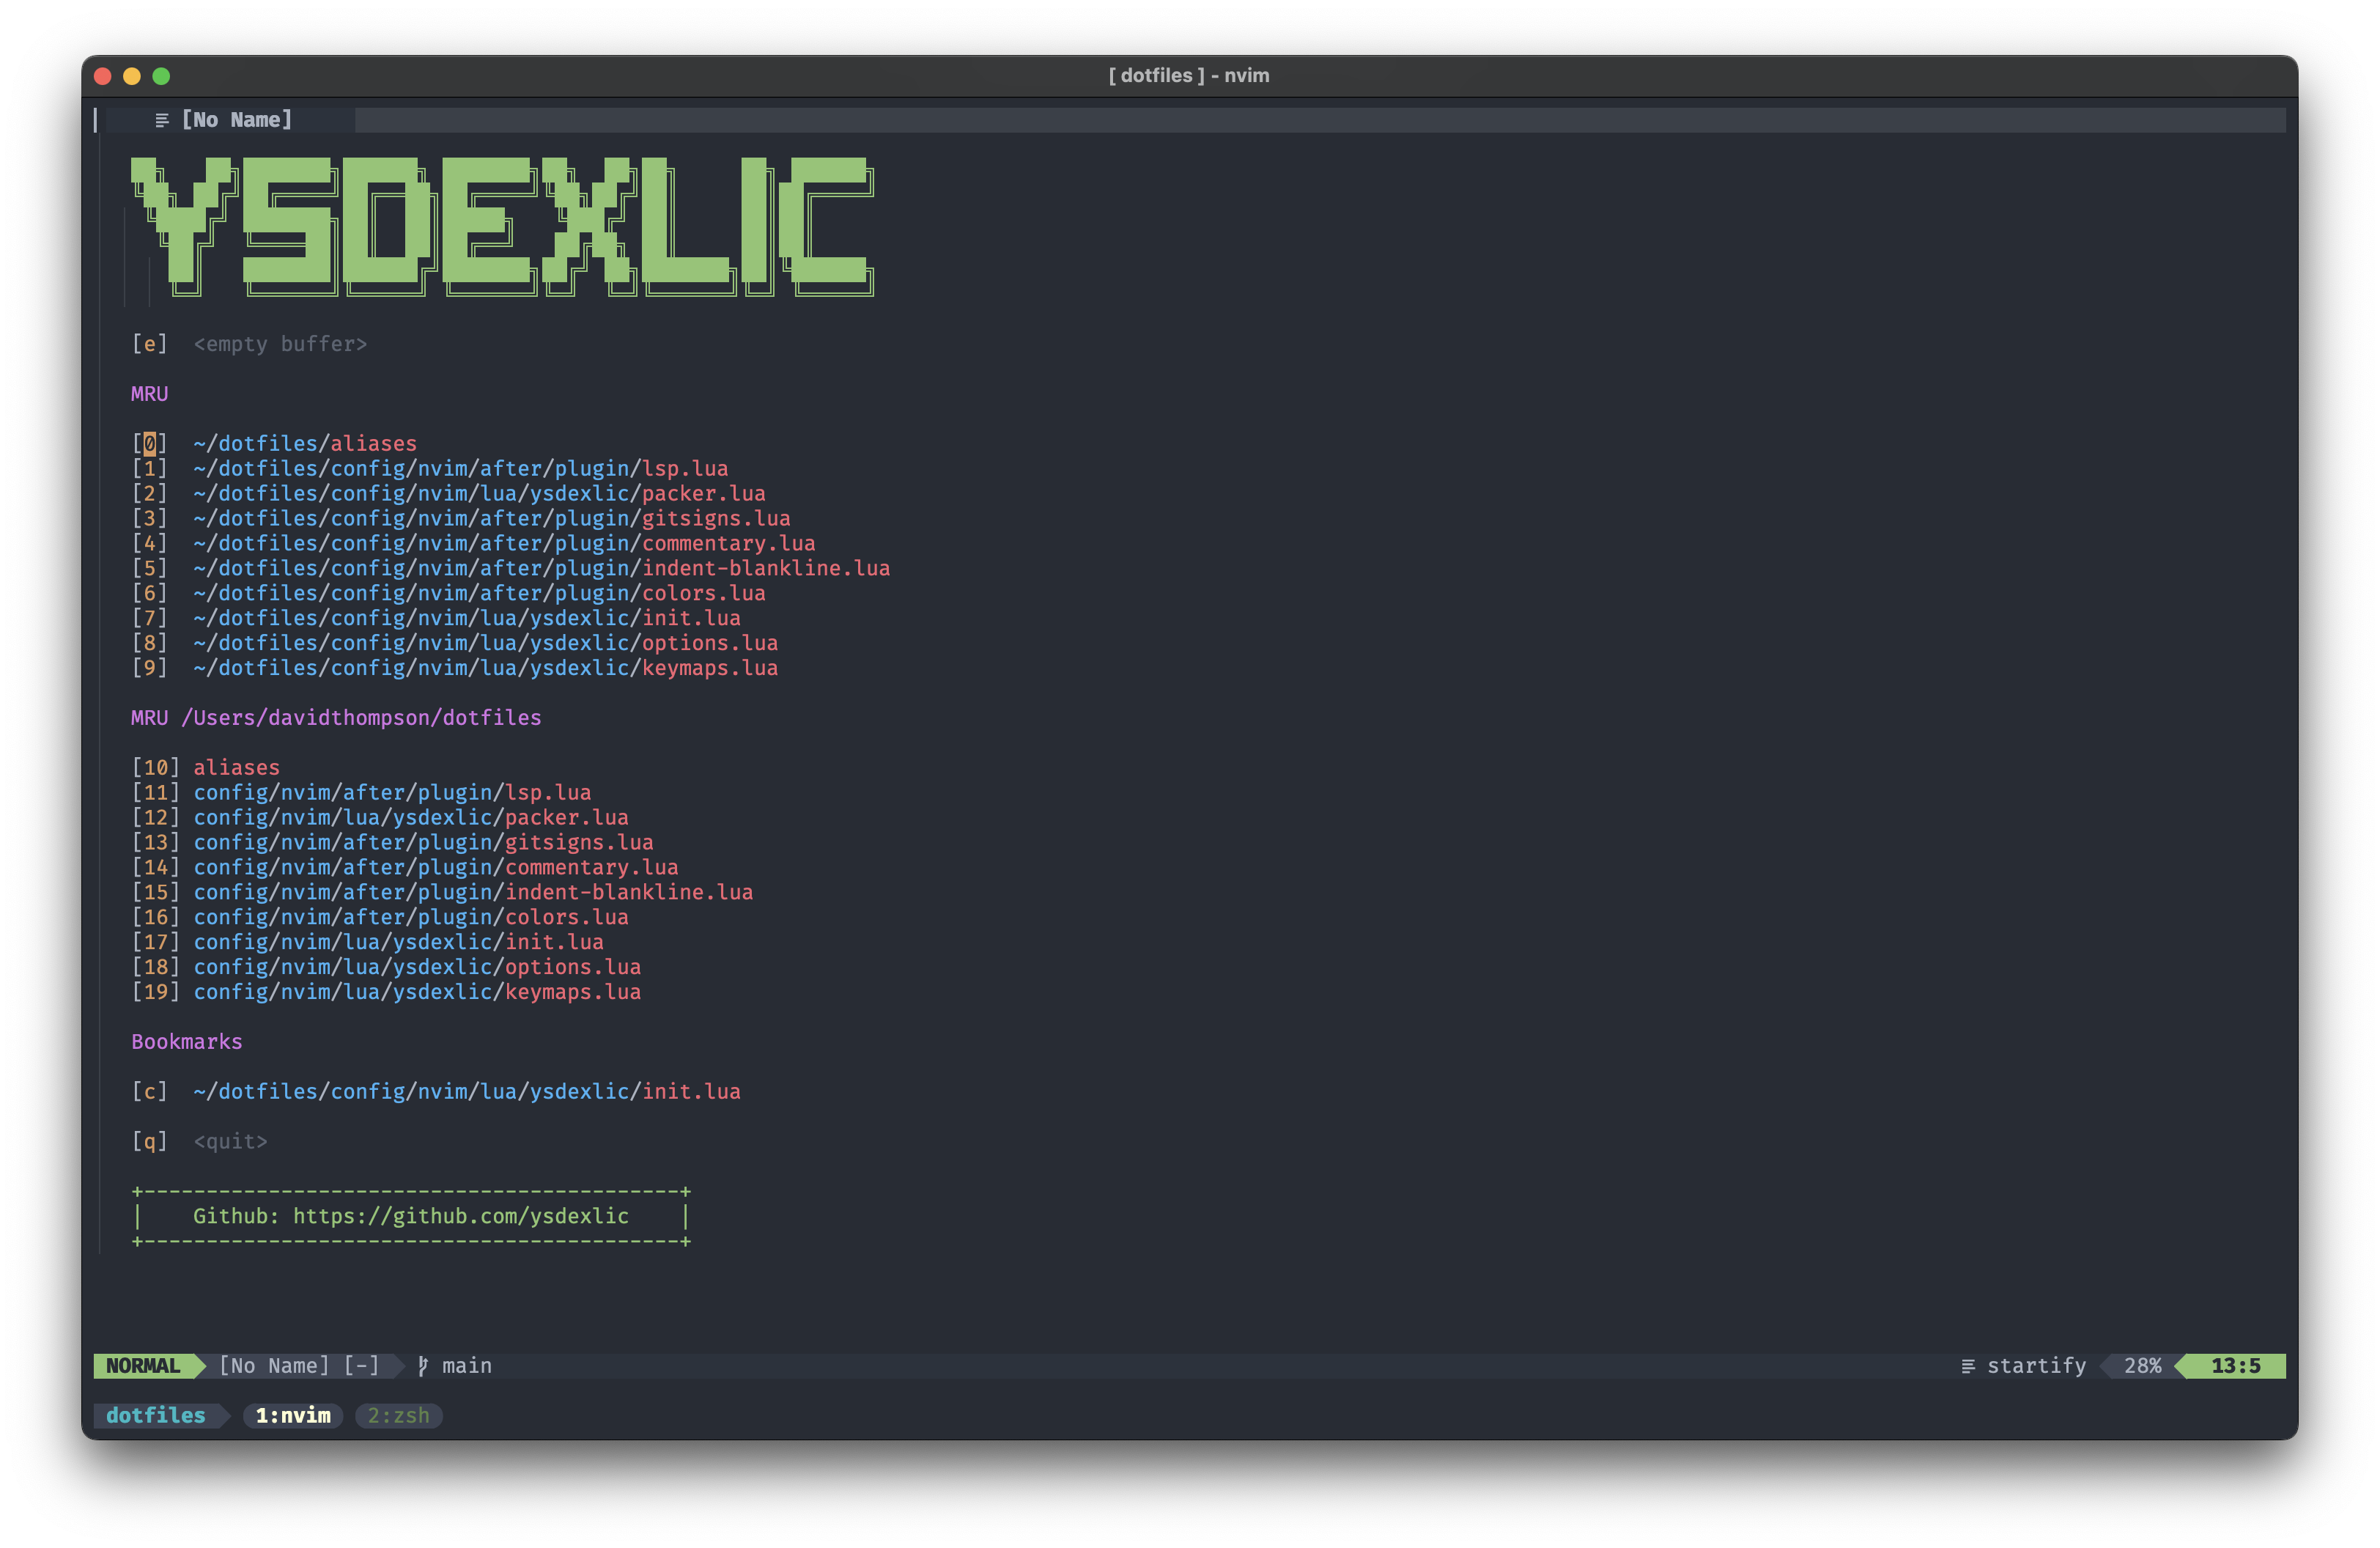 [ dotfiles ] - nvim
[No Name]
YSDEXLIC
[e]  <empty buffer>
MRU
[0]  ~/dotfiles/aliases
[1]  ~/dotfiles/config/nvim/after/plugin/lsp.lua
[2]  ~/dotfiles/config/nvim/lua/ysdexlic/packer.lua
[3]  ~/dotfiles/config/nvim/after/plugin/gitsigns.lua
[4]  ~/dotfiles/config/nvim/after/plugin/commentary.lua
[5]  ~/dotfiles/config/nvim/after/plugin/indent-blankline.lua
[6]  ~/dotfiles/config/nvim/after/plugin/colors.lua
[7]  ~/dotfiles/config/nvim/lua/ysdexlic/init.lua
[8]  ~/dotfiles/config/nvim/lua/ysdexlic/options.lua
[9]  ~/dotfiles/config/nvim/lua/ysdexlic/keymaps.lua
MRU /Users/davidthompson/dotfiles
[10] aliases
[11] config/nvim/after/plugin/lsp.lua
[12] config/nvim/lua/ysdexlic/packer.lua
[13] config/nvim/after/plugin/gitsigns.lua
[14] config/nvim/after/plugin/commentary.lua
[15] config/nvim/after/plugin/indent-blankline.lua
[16] config/nvim/after/plugin/colors.lua
[17] config/nvim/lua/ysdexlic/init.lua
[18] config/nvim/lua/ysdexlic/options.lua
[19] config/nvim/lua/ysdexlic/keymaps.lua
Bookmarks
[c]  ~/dotfiles/config/nvim/lua/ysdexlic/init.lua
[q]  <quit>
+-------------------------------------------+
|    Github: https://github.com/ysdexlic    |
+-------------------------------------------+
NORMAL [No Name] [-] main startify 28% 13:5
dotfiles 1:nvim 2:zsh